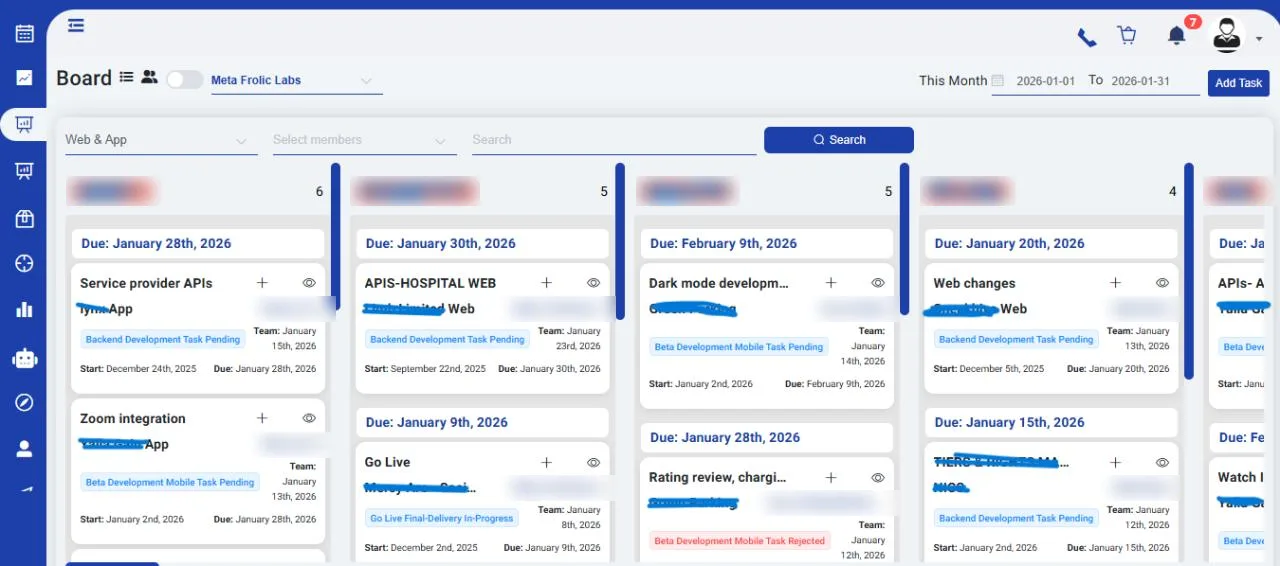 7
Board
Meta Frolic Labs
This Month
2026-01-01 To 2026-01-31
Add Task
Web & App
Select members
Search
Search
6
Due: January 28th, 2026
Service provider APIs
App
Backend Development Task Pending
Team: January
15th, 2026
Start: December 24th, 2025
Due: January 28th, 2026
Zoom integration
App
Beta Development Mobile Task Pending
Team:
January
13th, 2026
Start: January 2nd, 2026
Due: January 28th, 2026
5
Due: January 30th, 2026
APIS-HOSPITAL WEB
Web
Backend Development Task Pending
Team: January
23rd, 2026
Start: September 22nd, 2025
Due: January 30th, 2026
Due: January 9th, 2026
Go Live
Go Live Final-Delivery In-Progress
Team:
January
8th, 2026
Start: December 2nd, 2025
Due: January 9th, 2026
5
Due: February 9th, 2026
Dark mode developm...
Beta Development Mobile Task Pending
Team:
January
14th, 2026
Start: January 2nd, 2026
Due: February 9th, 2026
Due: January 28th, 2026
Rating review, chargi...
Beta Development Mobile Task Rejected
Team:
January
12th, 2026
4
Due: January 20th, 2026
Web changes
Web
Backend Development Task Pending
Team: January
13th, 2026
Start: December 5th, 2025
Due: January 20th, 2026
Due: January 15th, 2026
Backend Development Task Pending
Team: January
12th, 2026
Start: January 2nd, 2026
Due: January 15th, 2026
Due: Ja
APIs- A
Beta Deve
Start: Janu
Due: Fe
Watch I
Beta Deve